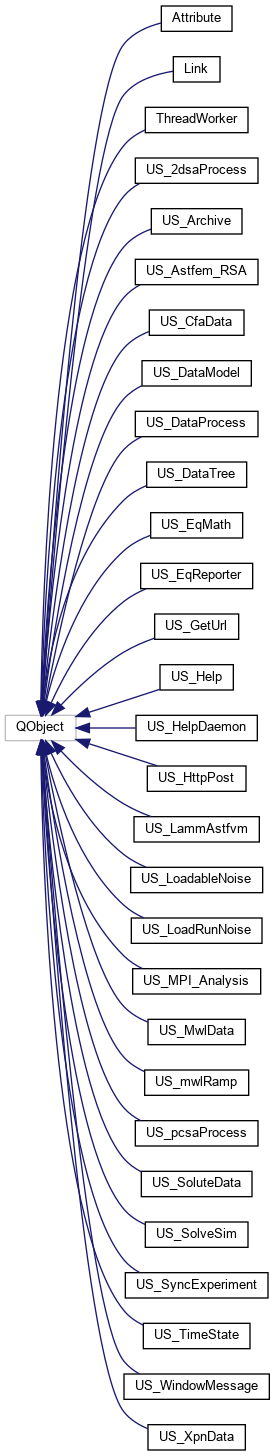 Attribute
Link
ThreadWorker
US_2dsaProcess
US_Archive
US_Astfem_RSA
US_CfaData
US_DataModel
US_DataProcess
US_DataTree
US_EqMath
US_EqReporter
US_GetUrl
US_Help
QObject
US_HelpDaemon
US_HttpPost
US_LammAstfvm
US_LoadableNoise
US_LoadRunNoise
US_MPI_Analysis
US_MwlData
US_mwlRamp
US_pcsaProcess
US_SoluteData
US_SolveSim
US_SyncExperiment
US_TimeState
US_WindowMessage
US_XpnData